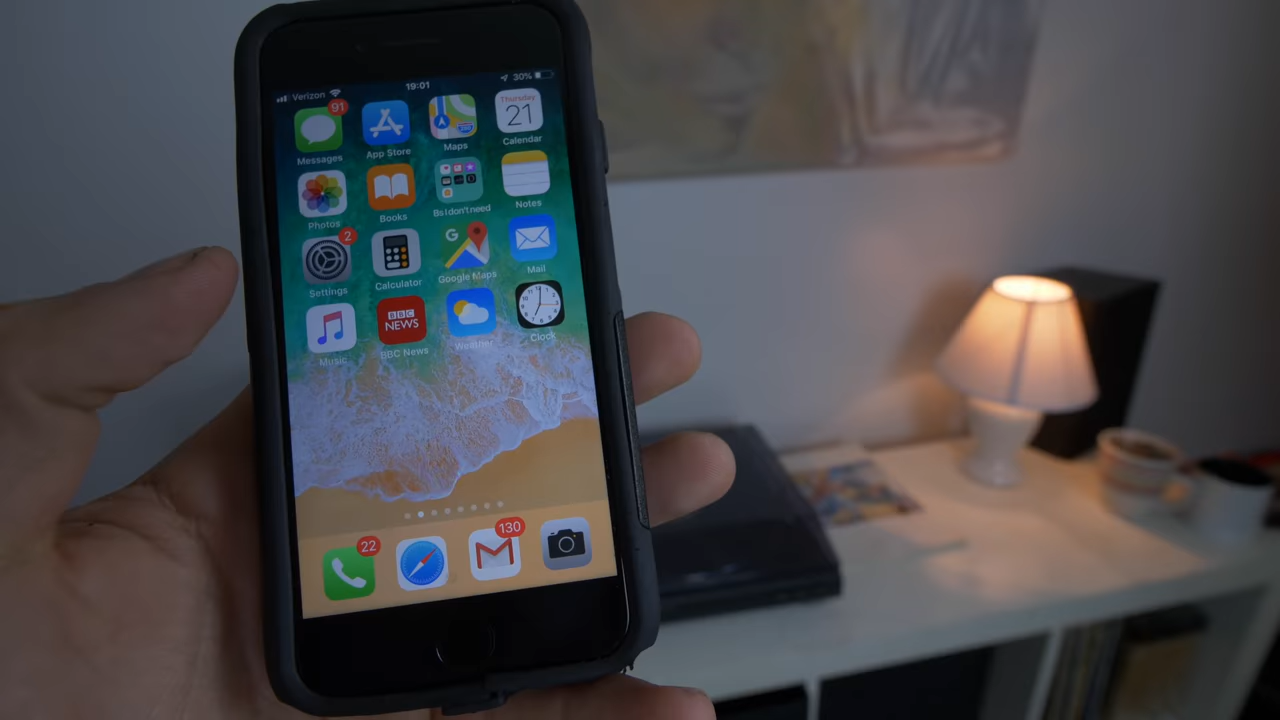 Verizon 19:01 30%
91
Messages App Store Maps Thursday 21 Calendar
Photos Books Bs I don't need Notes
2
Settings Calculator G Google Maps Mail
Music BBC NEWS BBC News Weather Clock
22 130